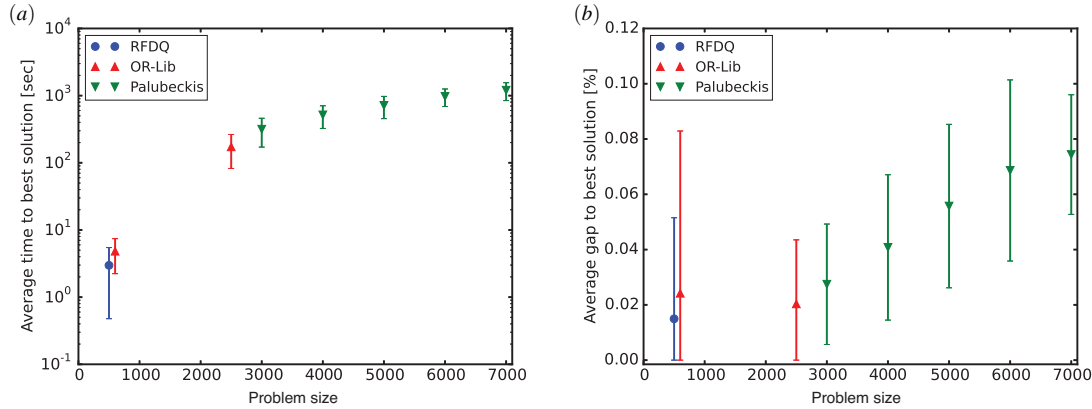 (a)
10^4
10^3
10^2
10^1
10^0
10^-1
Average time to best solution [sec]
RFDQ
OR-Lib
Palubeckis
0 1000 2000 3000 4000 5000 6000 7000
Problem size
(b)
0.12
0.10
0.08
0.06
0.04
0.02
0.00
Average gap to best solution [%]
RFDQ
OR-Lib
Palubeckis
0 1000 2000 3000 4000 5000 6000 7000
Problem size